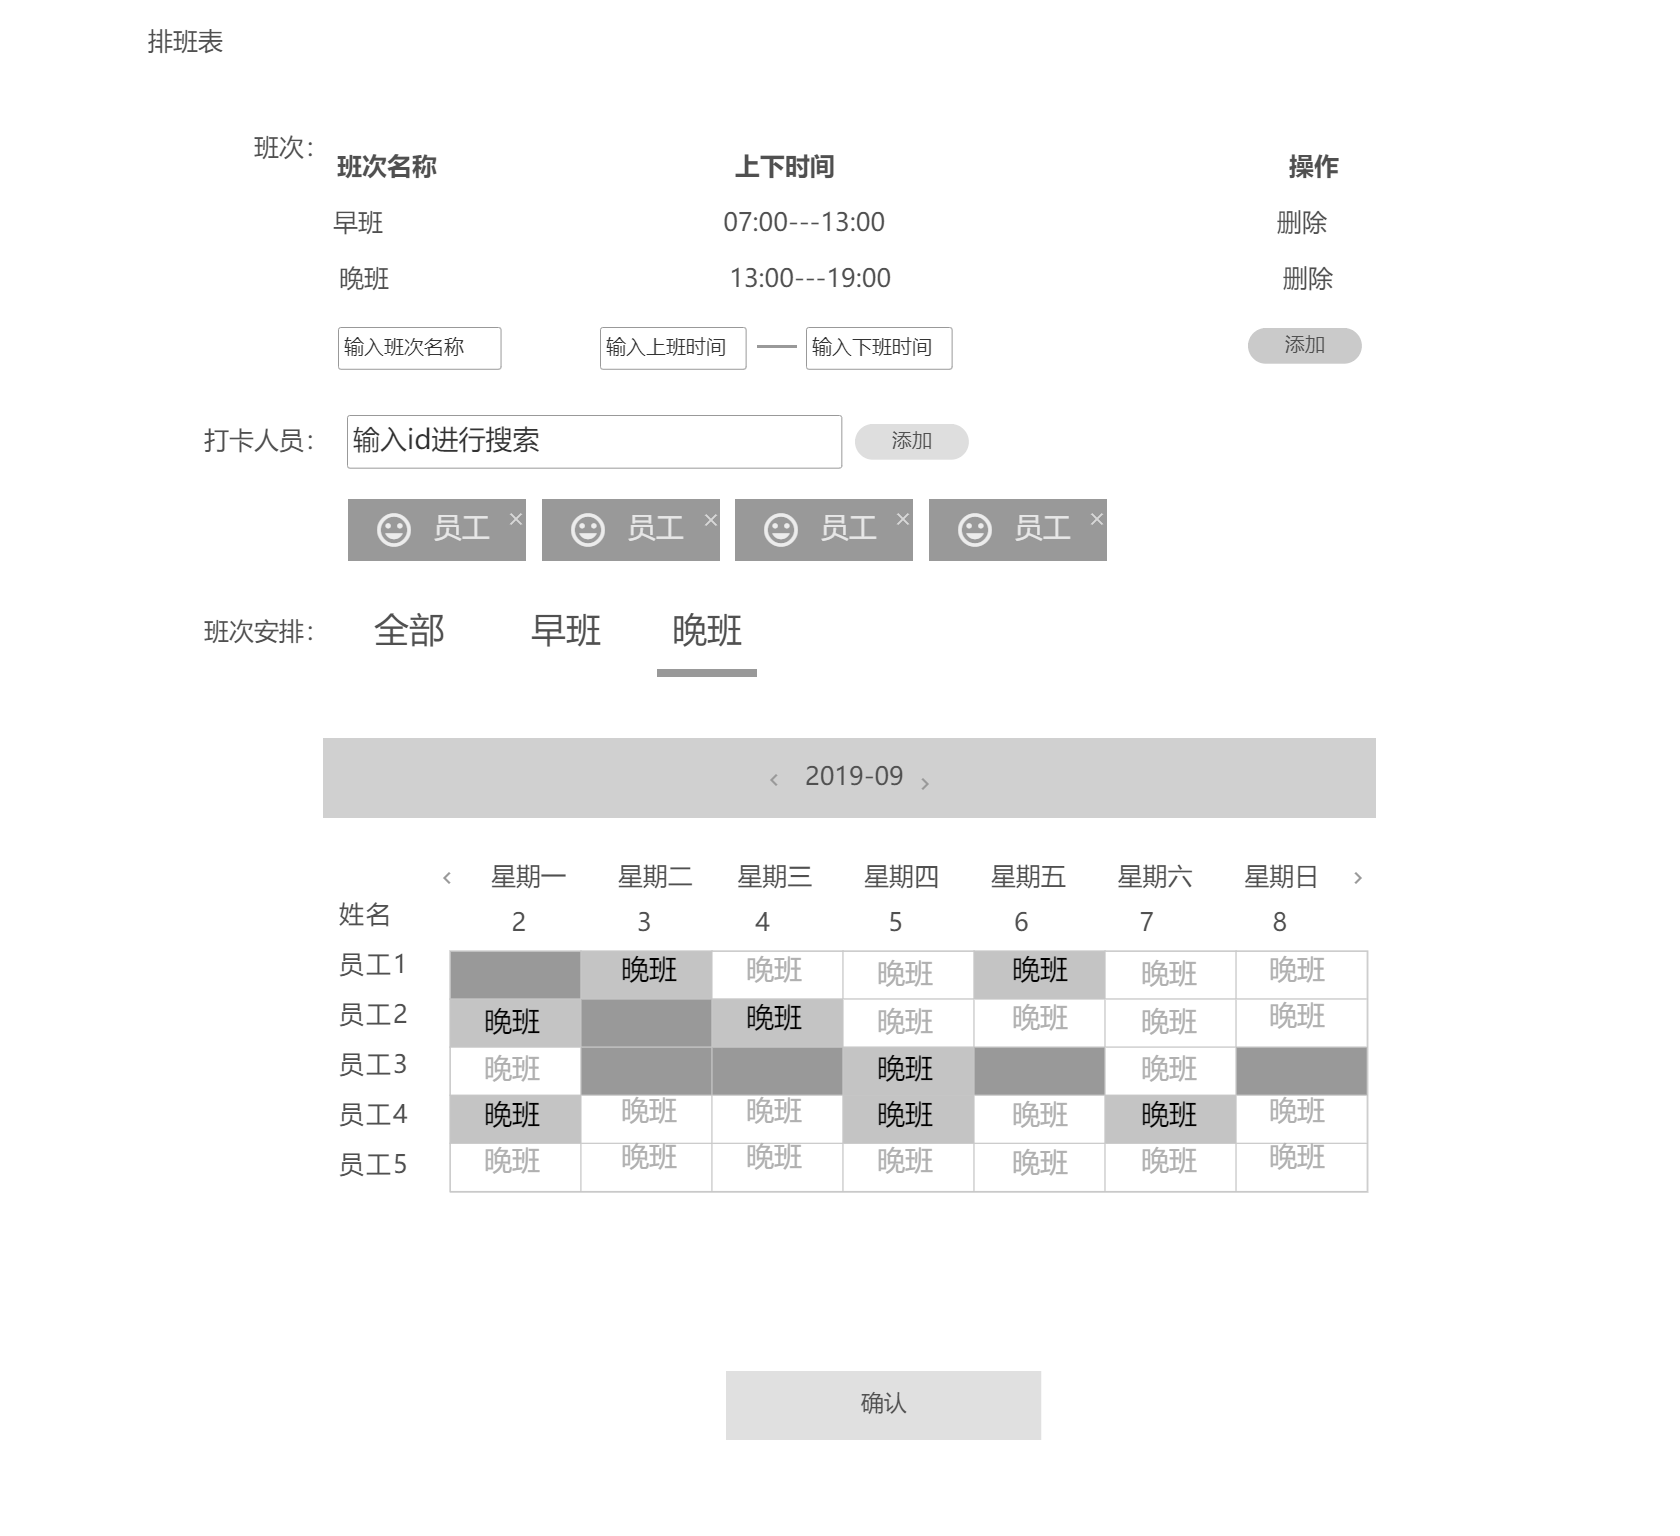 排班表
班次：
班次名称 上下时间 操作
早班 07:00---13:00 删除
晚班 13:00---19:00 删除
输入班次名称 输入上班时间 输入下班时间 添加
打卡人员： 输入id进行搜索 添加
员工 员工 员工 员工
班次安排： 全部 早班 晚班
2019-09
星期一 星期二 星期三 星期四 星期五 星期六 星期日
姓名 2 3 4 5 6 7 8
员工1 晚班 晚班 晚班 晚班 晚班 晚班
员工2 晚班 晚班 晚班 晚班 晚班 晚班
员工3 晚班 晚班 晚班
员工4 晚班 晚班 晚班 晚班 晚班 晚班 晚班
员工5 晚班 晚班 晚班 晚班 晚班 晚班 晚班
确认